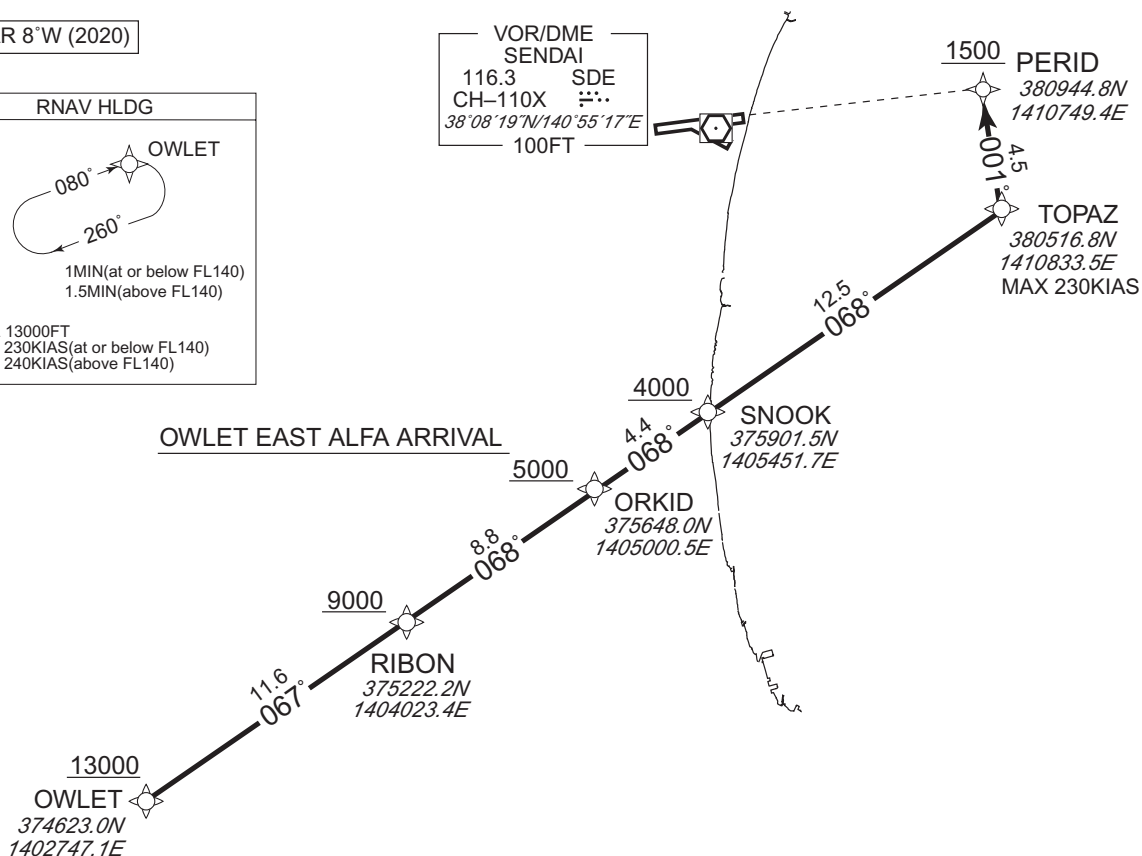 R 8°W (2020)
RNAV HLDG
OWLET
080°
260°
1MIN(at or below FL140)
1.5MIN(above FL140)
13000FT
230KIAS(at or below FL140)
240KIAS(above FL140)
VOR/DME
SENDAI
116.3 SDE
CH–110X
38°08′19″N/140°55′17″E
100FT
1500
PERID
380944.8N
1410749.4E
4.5
001°
TOPAZ
380516.8N
1410833.5E
MAX 230KIAS
12.5
068°
4000
SNOOK
375901.5N
1405451.7E
4.4
068°
OWLET EAST ALFA ARRIVAL
5000
ORKID
375648.0N
1405000.5E
8.8
068°
9000
RIBON
375222.2N
1404023.4E
11.6
067°
13000
OWLET
374623.0N
1402747.1E